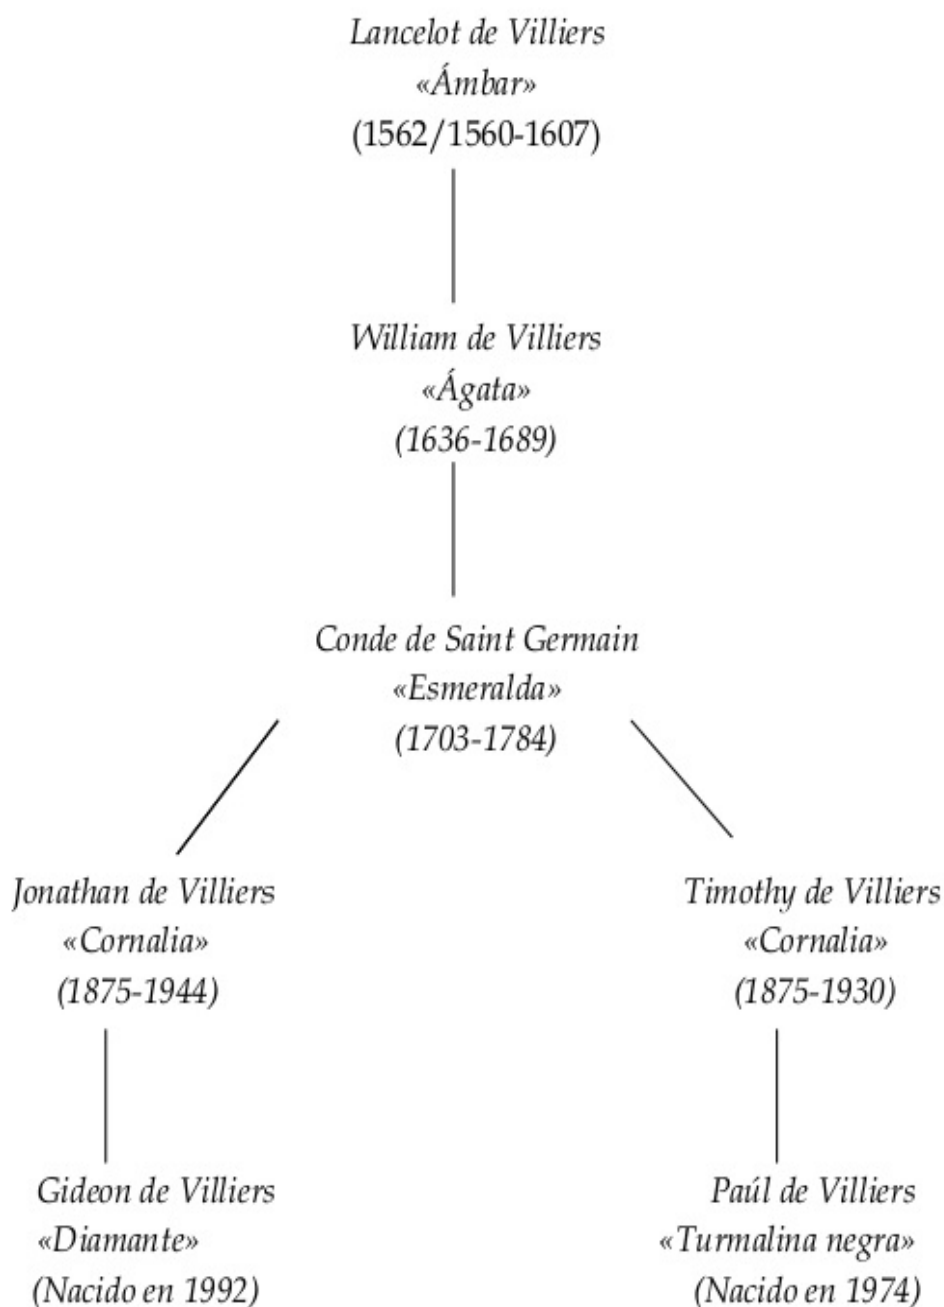 Lancelot de Villiers
«Ámbar»
(1562/1560-1607)
William de Villiers
«Ágata»
(1636-1689)
Conde de Saint Germain
«Esmeralda»
(1703-1784)
Jonathan de Villiers
«Cornalia»
(1875-1944)
Timothy de Villiers
«Cornalia»
(1875-1930)
Gideon de Villiers
«Diamante»
(Nacido en 1992)
Paúl de Villiers
«Turmalina negra»
(Nacido en 1974)